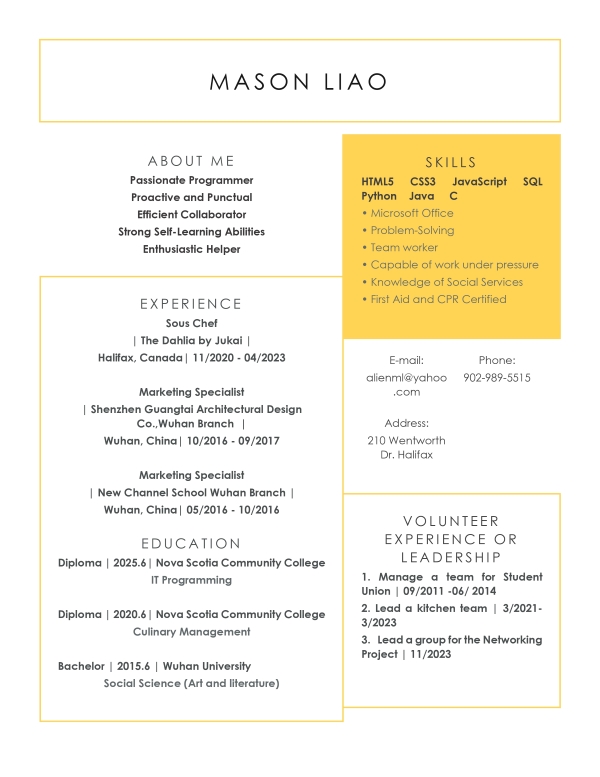 MASON LIAO
ABOUT ME
Passionate Programmer
Proactive and Punctual
Efficient Collaborator
Strong Self-Learning Abilities
Enthusiastic Helper
EXPERIENCE
Sous Chef
| The Dahlia by Jukai |
Halifax, Canada| 11/2020 - 04/2023
Marketing Specialist
| Shenzhen Guangtai Architectural Design
Co.,Wuhan Branch |
Wuhan, China| 10/2016 - 09/2017
Marketing Specialist
| New Channel School Wuhan Branch |
Wuhan, China| 05/2016 - 10/2016
EDUCATION
Diploma | 2025.6| Nova Scotia Community College
IT Programming
Diploma | 2020.6| Nova Scotia Community College
Culinary Management
Bachelor | 2015.6 | Wuhan University
Social Science (Art and literature)
SKILLS
HTML5 CSS3 JavaScript SQL
Python Java C
• Microsoft Office
• Problem-Solving
• Team worker
• Capable of work under pressure
• Knowledge of Social Services
• First Aid and CPR Certified
E-mail:
alienml@yahoo
.com
Phone:
902-989-5515
Address:
210 Wentworth
Dr. Halifax
VOLUNTEER
EXPERIENCE OR
LEADERSHIP
1. Manage a team for Student
Union | 09/2011 -06/ 2014
2. Lead a kitchen team | 3/2021-
3/2023
3. Lead a group for the Networking
Project | 11/2023